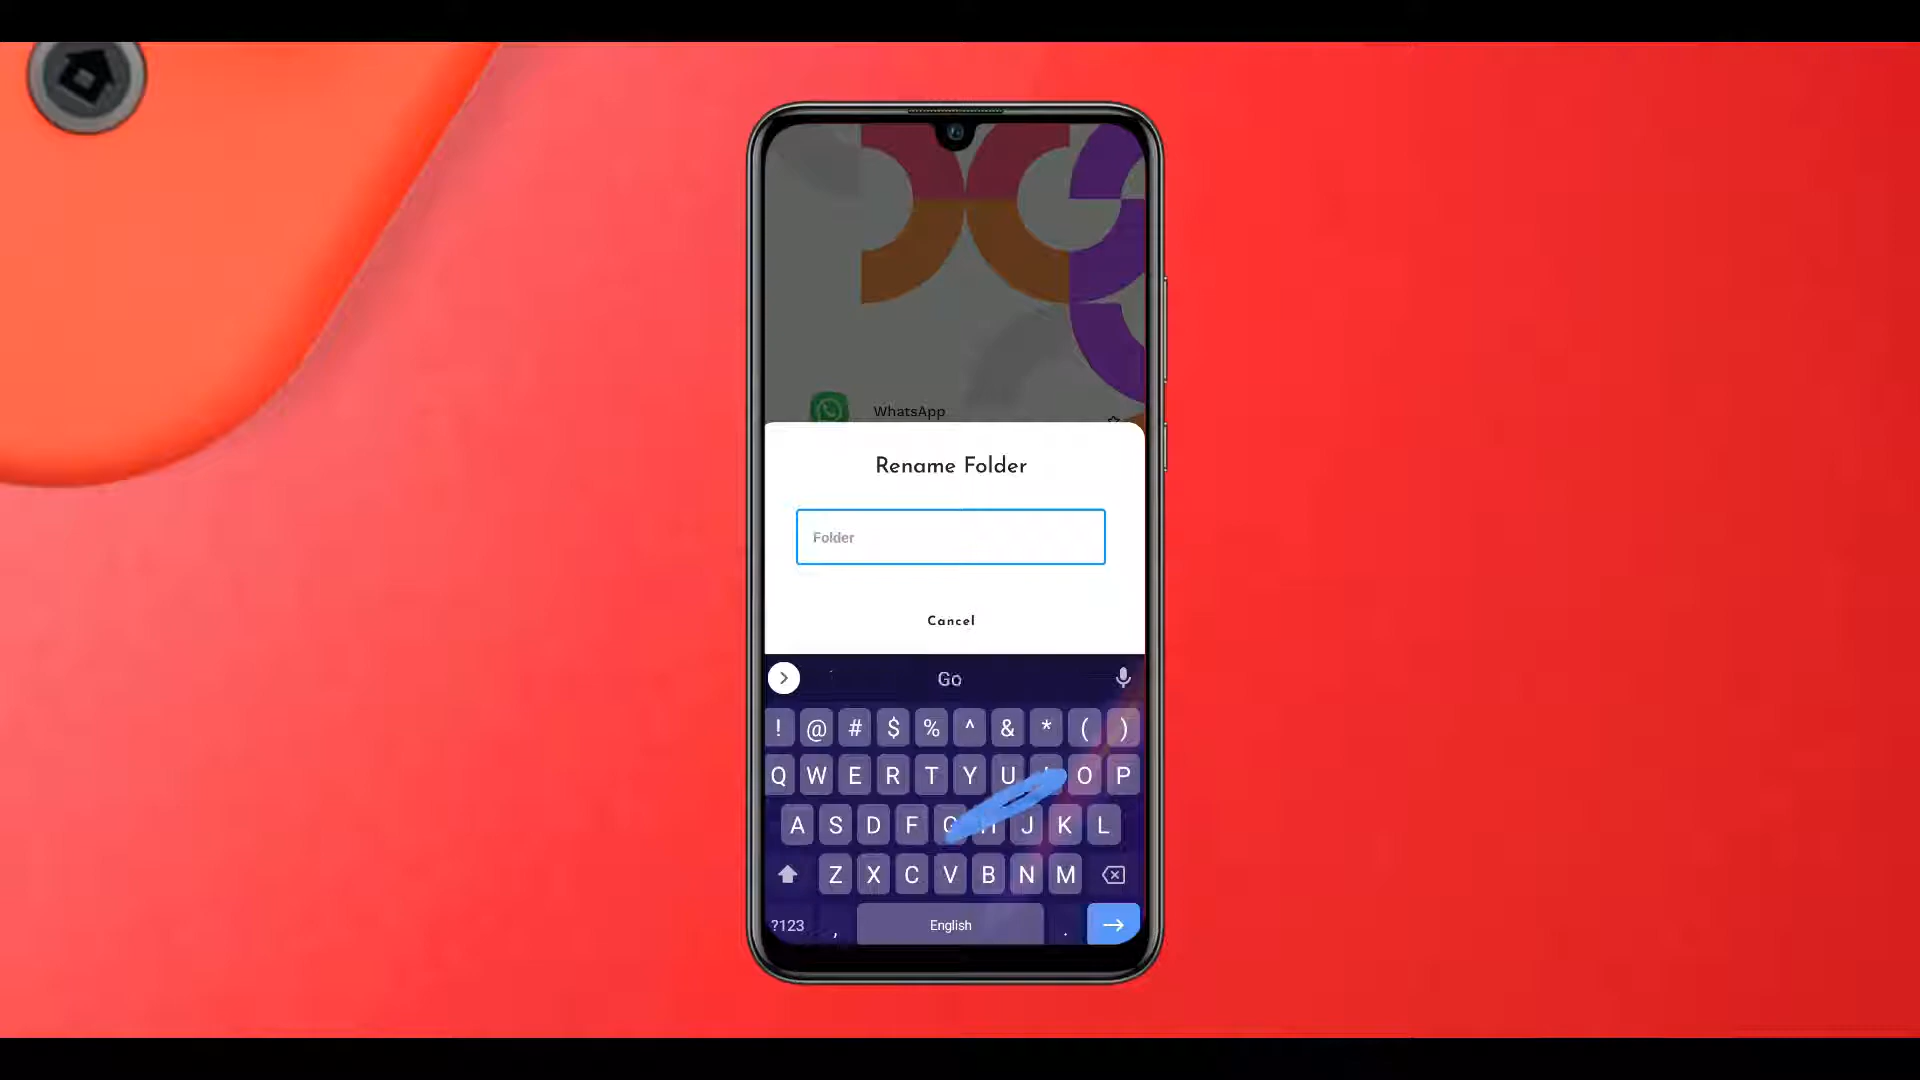 WhatsApp
Rename Folder
Folder
Cancel
Go
! @ # $ % ^ & * ( )
Q W E R T Y U O P
A S D F G H J K L
Z X C V B N M
?123 , English .